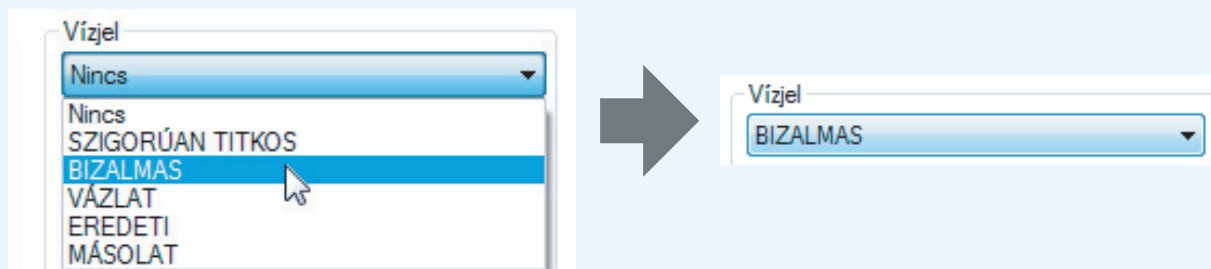 Vízjel
Nincs
Nincs
SZIGORÚAN TITKOS
BIZALMAS
VÁZLAT
EREDETI
MÁSOLAT
Vízjel
BIZALMAS